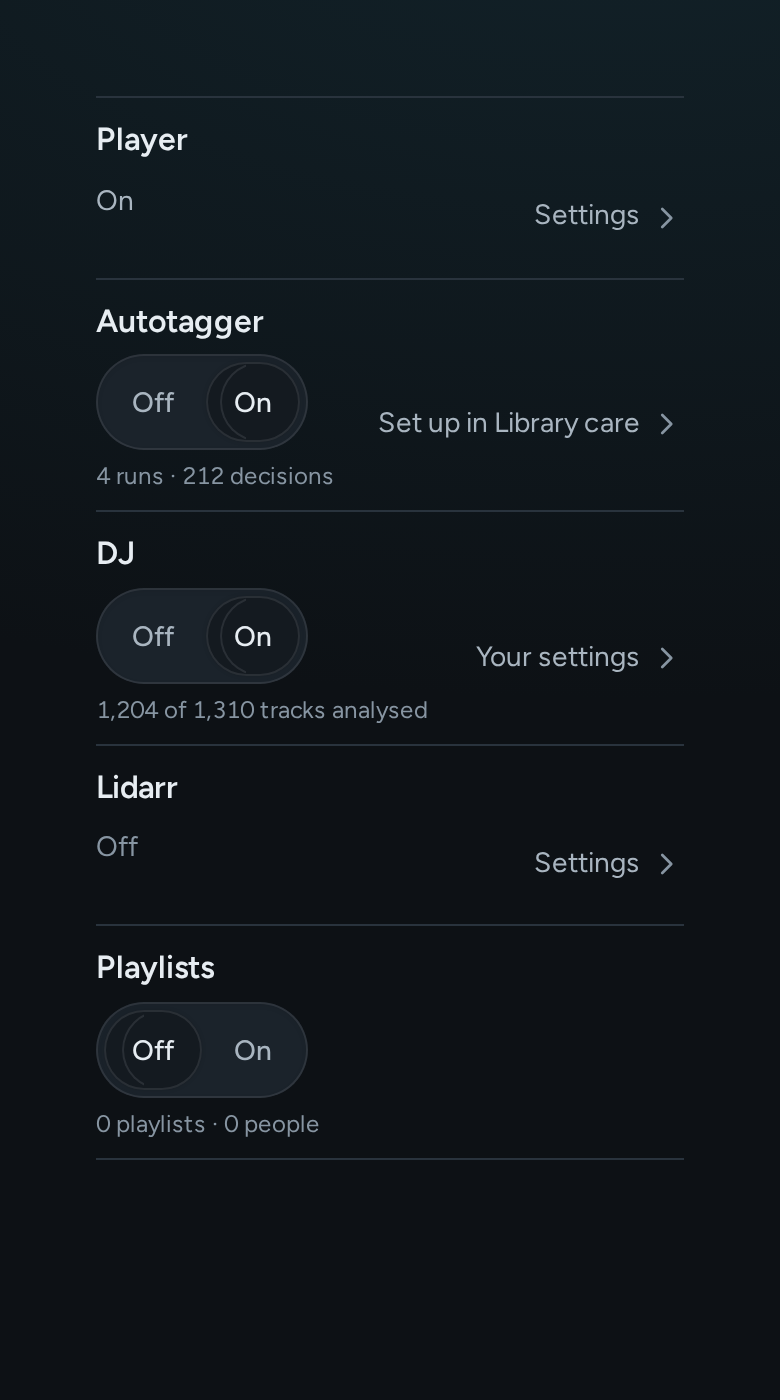 Player
On
Settings
Autotagger
Off On
Set up in Library care
4 runs · 212 decisions
DJ
Off On
Your settings
1,204 of 1,310 tracks analysed
Lidarr
Off
Settings
Playlists
Off On
0 playlists · 0 people